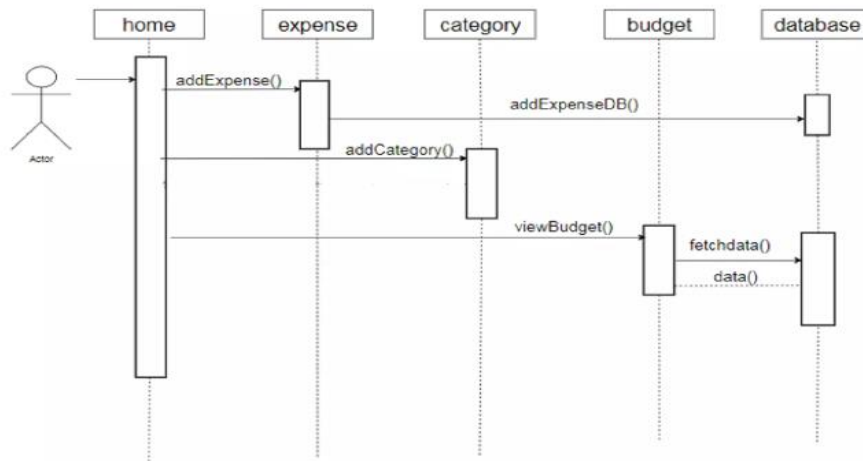 home expense category budget database
addExpense()
addExpenseDB()
Actor
addCategory()
viewBudget()
fetchdata()
data()